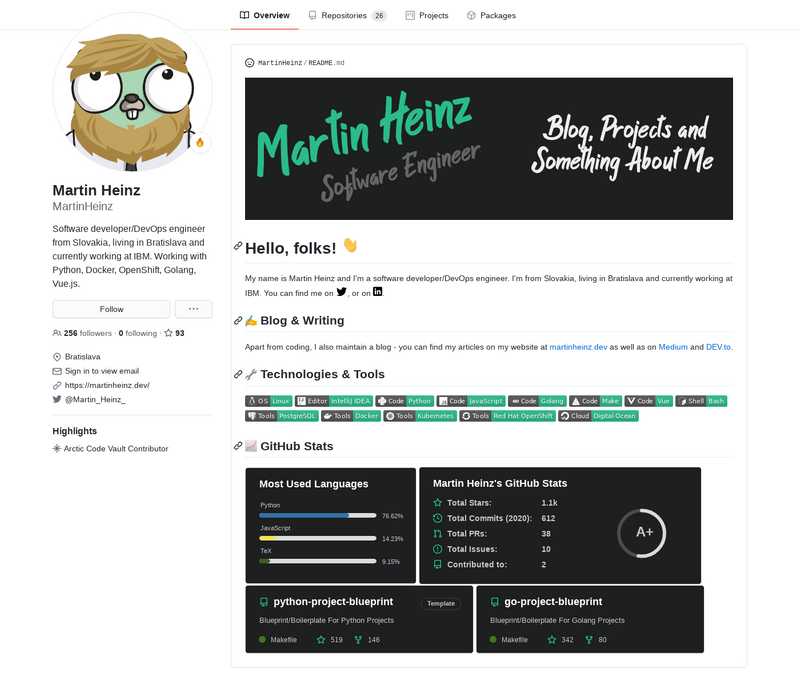 Overview
Repositories 26
Projects
Packages
Martin Heinz
MartinHeinz
Software developer/DevOps engineer
from Slovakia, living in Bratislava and
currently working at IBM. Working with
Python, Docker, OpenShift, Golang,
Vue.js.
Follow
256 followers · 0 following · 93
Bratislava
Sign in to view email
https://martinheinz.dev/
@Martin_Heinz_
Highlights
Arctic Code Vault Contributor
MartinHeinz / README.md
Martin Heinz
Software Engineer
Blog, Projects and
Something About Me
Hello, folks!
My name is Martin Heinz and I'm a software developer/DevOps engineer. I'm from Slovakia, living in Bratislava and currently working at
IBM. You can find me on , or on .
Blog & Writing
Apart from coding, I also maintain a blog - you can find my articles on my website at martinheinz.dev as well as on Medium and DEV.to.
Technologies & Tools
OS Linux Editor IntelliJ IDEA Code Python Code JavaScript Code Golang Code Make Code Vue Shell Bash
Tools PostgreSQL Tools Docker Tools Kubernetes Tools Red Hat OpenShift Cloud Digital Ocean
GitHub Stats
Most Used Languages
Python
76.62%
JavaScript
14.23%
TeX
9.15%
Martin Heinz's GitHub Stats
Total Stars: 1.1k
Total Commits (2020): 612
Total PRs: 38
Total Issues: 10
Contributed to: 2
A+
python-project-blueprint Template
Blueprint/Boilerplate For Python Projects
Makefile 519 146
go-project-blueprint
Blueprint/Boilerplate For Golang Projects
Makefile 342 80